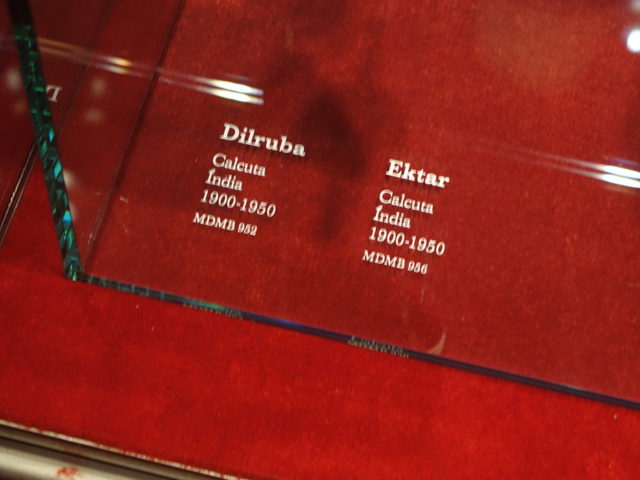 Dilruba
Calcuta
Índia
1900-1950
MDMB 952
Ektar
Calcuta
Índia
1900-1950
MDMB 956